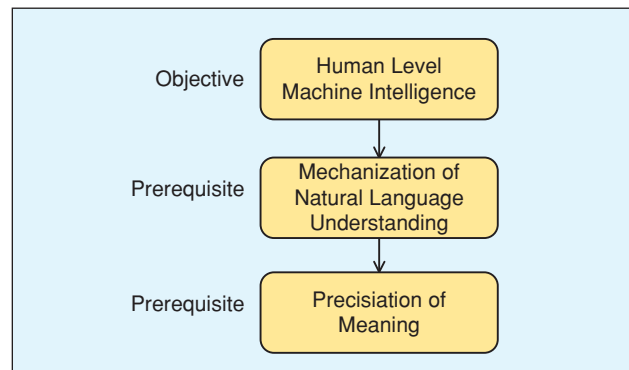 Objective
Human Level
Machine Intelligence
Prerequisite
Mechanization of
Natural Language
Understanding
Prerequisite
Precisiation of
Meaning